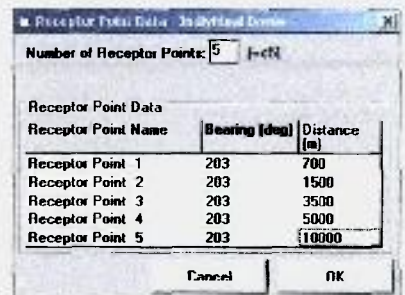 Receptor Point Data - Individual Doses
Number of Receptor Points: 5
Receptor Point Data
Receptor Point Name Bearing (deg) Distance (m)
Receptor Point 1 203 700
Receptor Point 2 203 1500
Receptor Point 3 203 3500
Receptor Point 4 203 5000
Receptor Point 5 203 10000
Cancel OK